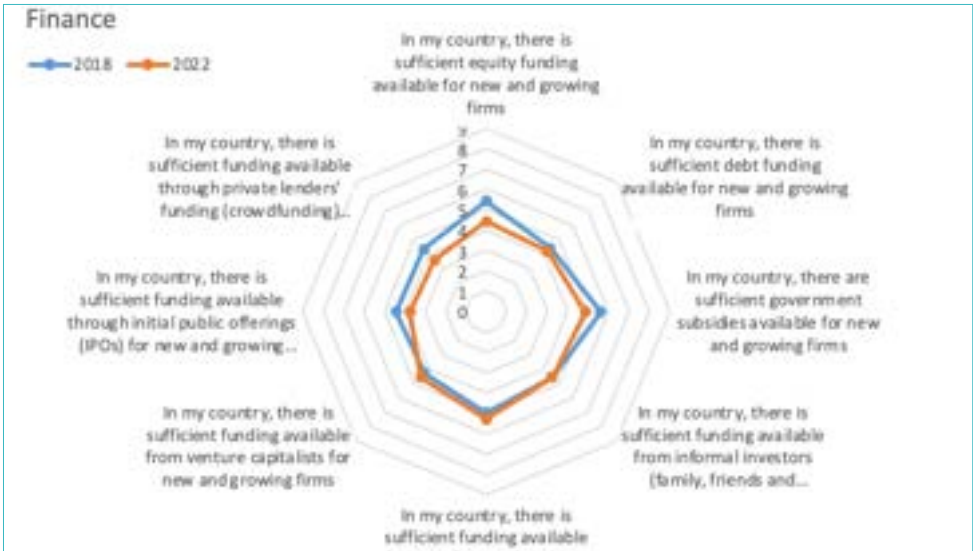 Finance
2018 2022
In my country, there is
sufficient equity funding
available for new and growing
firms
In my country, there is
sufficient debt funding
available for new and growing
firms
In my country, there are
sufficient government
subsidies available for new
and growing firms
In my country, there is
sufficient funding available
from informal investors
(family, friends and...
In my country, there is
sufficient funding available
In my country, there is
sufficient funding available
from venture capitalists for
new and growing firms
In my country, there is
sufficient funding available
through initial public offerings
(IPOs) for new and growing...
In my country, there is
sufficient funding available
through private lenders'
funding (crowdfunding)...
9
8
7
6
5
4
3
2
1
0